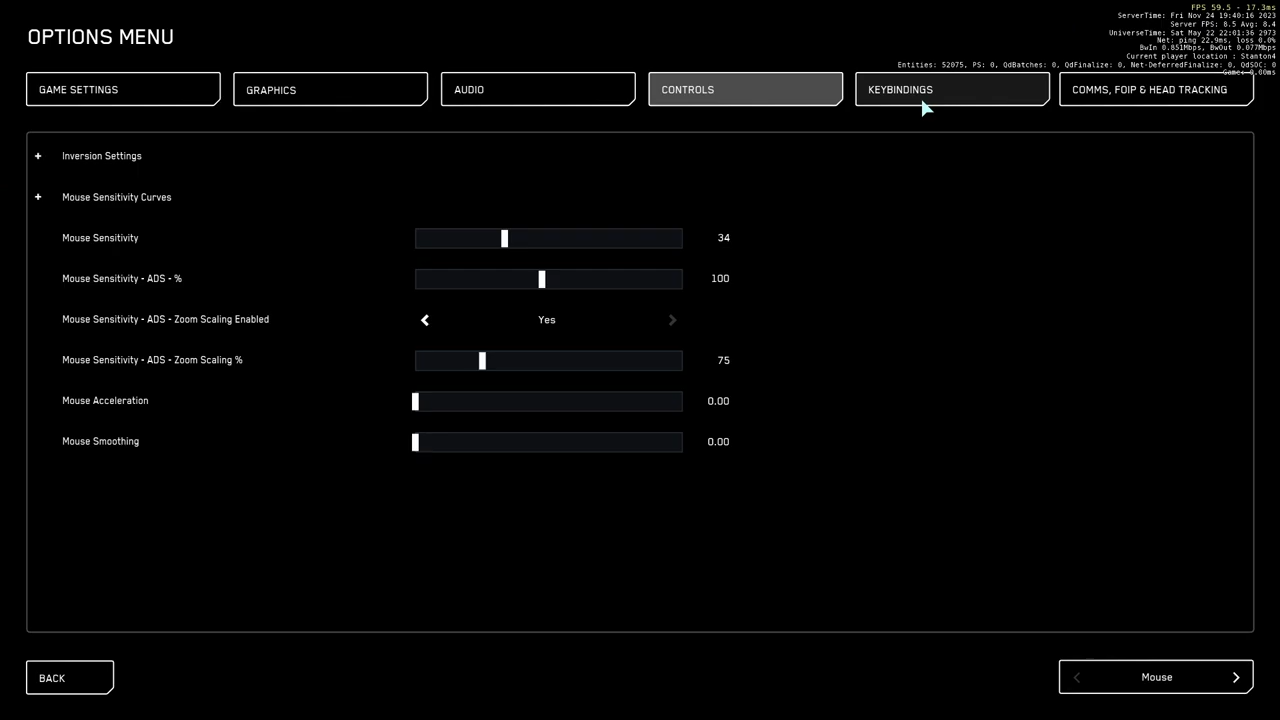 FPS 59.5 - 17.3ms
ServerTime: Fri Nov 24 19:40:16 2023
Server FPS: 8.5 Avg: 8.4
UniverseTime: Sat May 22 22:01:36 2973
Net: ping 22.9ms, loss 0.0%
BwIn 0.851Mbps, BwOut 0.077Mbps
Current player location : Stanton4
Entities: 52075, PS: 0, QdBatches: 0, QdFinalize: 0, Net-DeferredFinalize: 0, QdSOC: 0
0.00ms
OPTIONS MENU
GAME SETTINGS
GRAPHICS
AUDIO
CONTROLS
KEYBINDINGS
COMMS, FOIP & HEAD TRACKING
+ Inversion Settings
+ Mouse Sensitivity Curves
Mouse Sensitivity 34
Mouse Sensitivity - ADS - % 100
Mouse Sensitivity - ADS - Zoom Scaling Enabled Yes
Mouse Sensitivity - ADS - Zoom Scaling % 75
Mouse Acceleration 0.00
Mouse Smoothing 0.00
BACK
Mouse